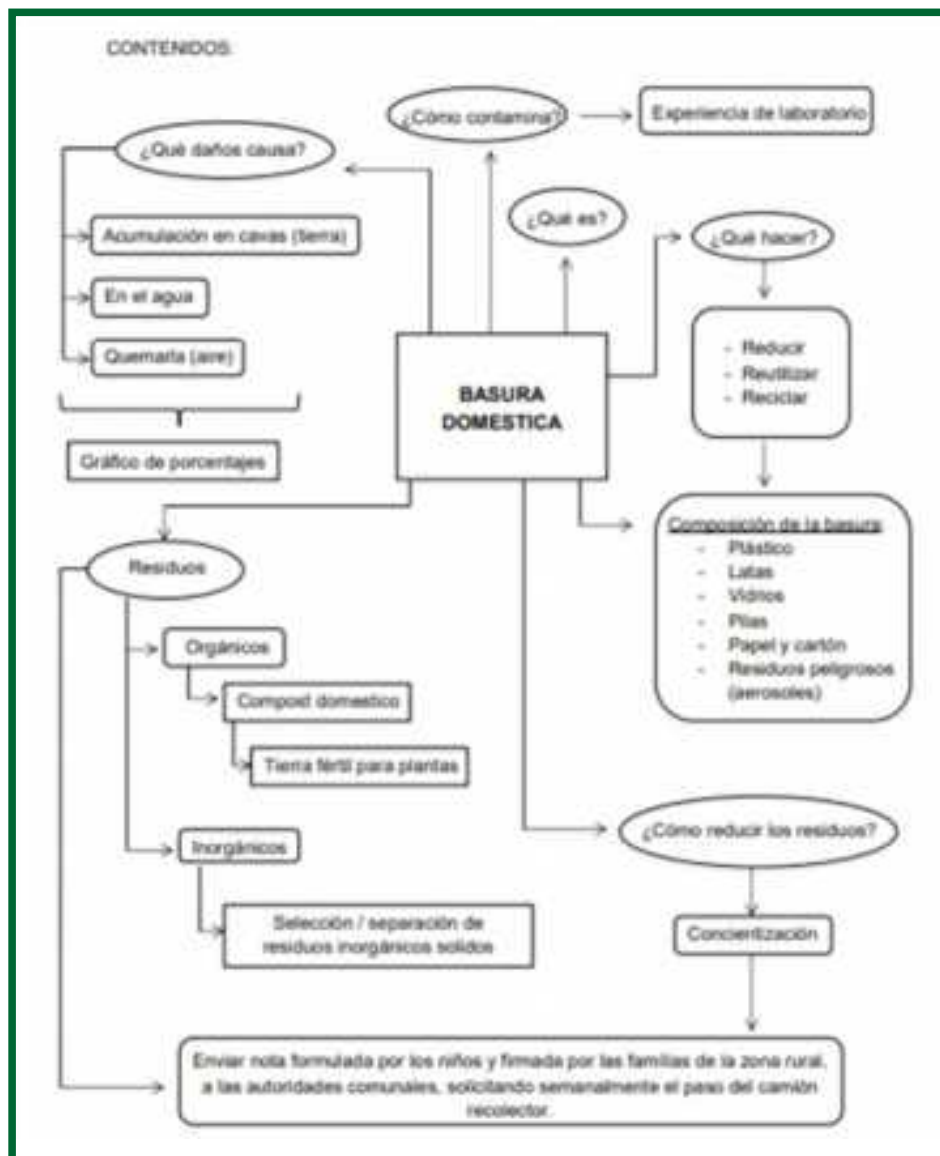 CONTENIDOS:
¿Cómo contamina?
Experiencia de laboratorio
¿Qué daños causa?
¿Qué es?
¿Qué hacer?
Acumulación en cavas (tierra)
En el agua
Quemarla (aire)
Gráfico de porcentajes
BASURA
DOMESTICA
- Reducir
- Reutilizar
- Reciclar
Composición de la basura:
- Plástico
- Latas
- Vidrios
- Pilas
- Papel y cartón
- Residuos peligrosos
(aerosoles)
Residuos
Orgánicos
Compost domestico
Tierra fértil para plantas
Inorgánicos
Selección / separación de
residuos inorgánicos solidos
¿Cómo reducir los residuos?
Concientización
Enviar nota formulada por los niños y firmada por las familias de la zona rural,
a las autoridades comunales, solicitando semanalmente el paso del camión
recolector.